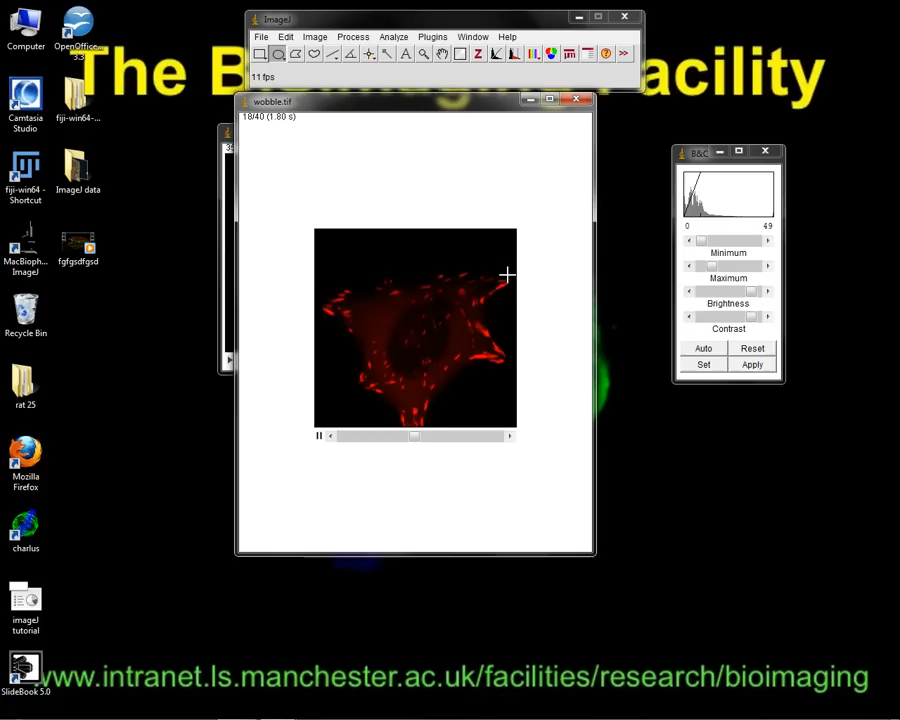 The B
acility
ImageJ
File Edit Image Process Analyze Plugins Window Help
11 fps
wobble.tif
18/40 (1.80 s)
B&C
0 49
Minimum
Maximum
Brightness
Contrast
Auto Reset
Set Apply
Computer
OpenOffice...
3.3
Camtasia
Studio
fiji-win64-...
fiji-win64 -
Shortcut
ImageJ data
MacBioph...
ImageJ
fgfgsdfgsd
Recycle Bin
rat 25
Mozilla
Firefox
charlus
imageJ
tutorial
SlideBook 5.0
www.intranet.ls.manchester.ac.uk/facilities/research/bioimaging